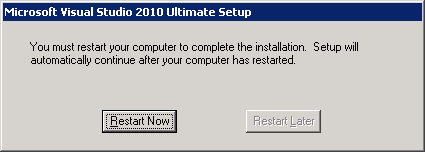 Microsoft Visual Studio 2010 Ultimate Setup
You must restart your computer to complete the installation.  Setup will
automatically continue after your computer has restarted.
Restart Now
Restart Later